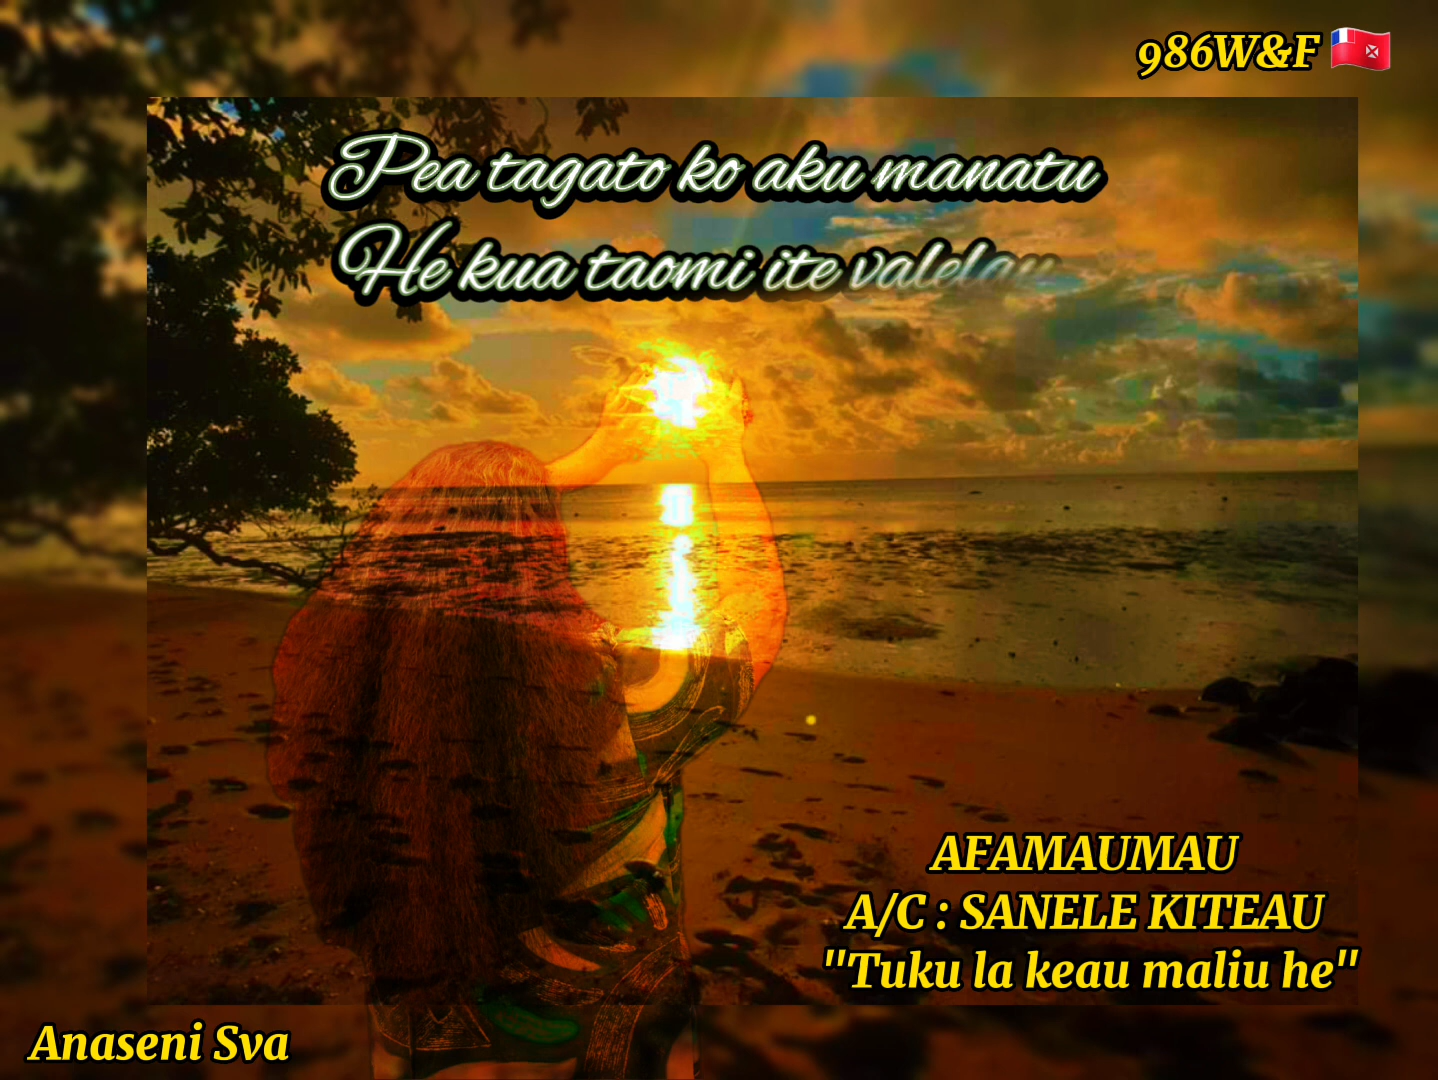 986W&F
Pea tagato ko aku manatu
He kua taomi ite valelau
AFAMAUMAU
A/C : SANELE KITEAU
"Tuku la keau maliu he"
Anaseni Sva